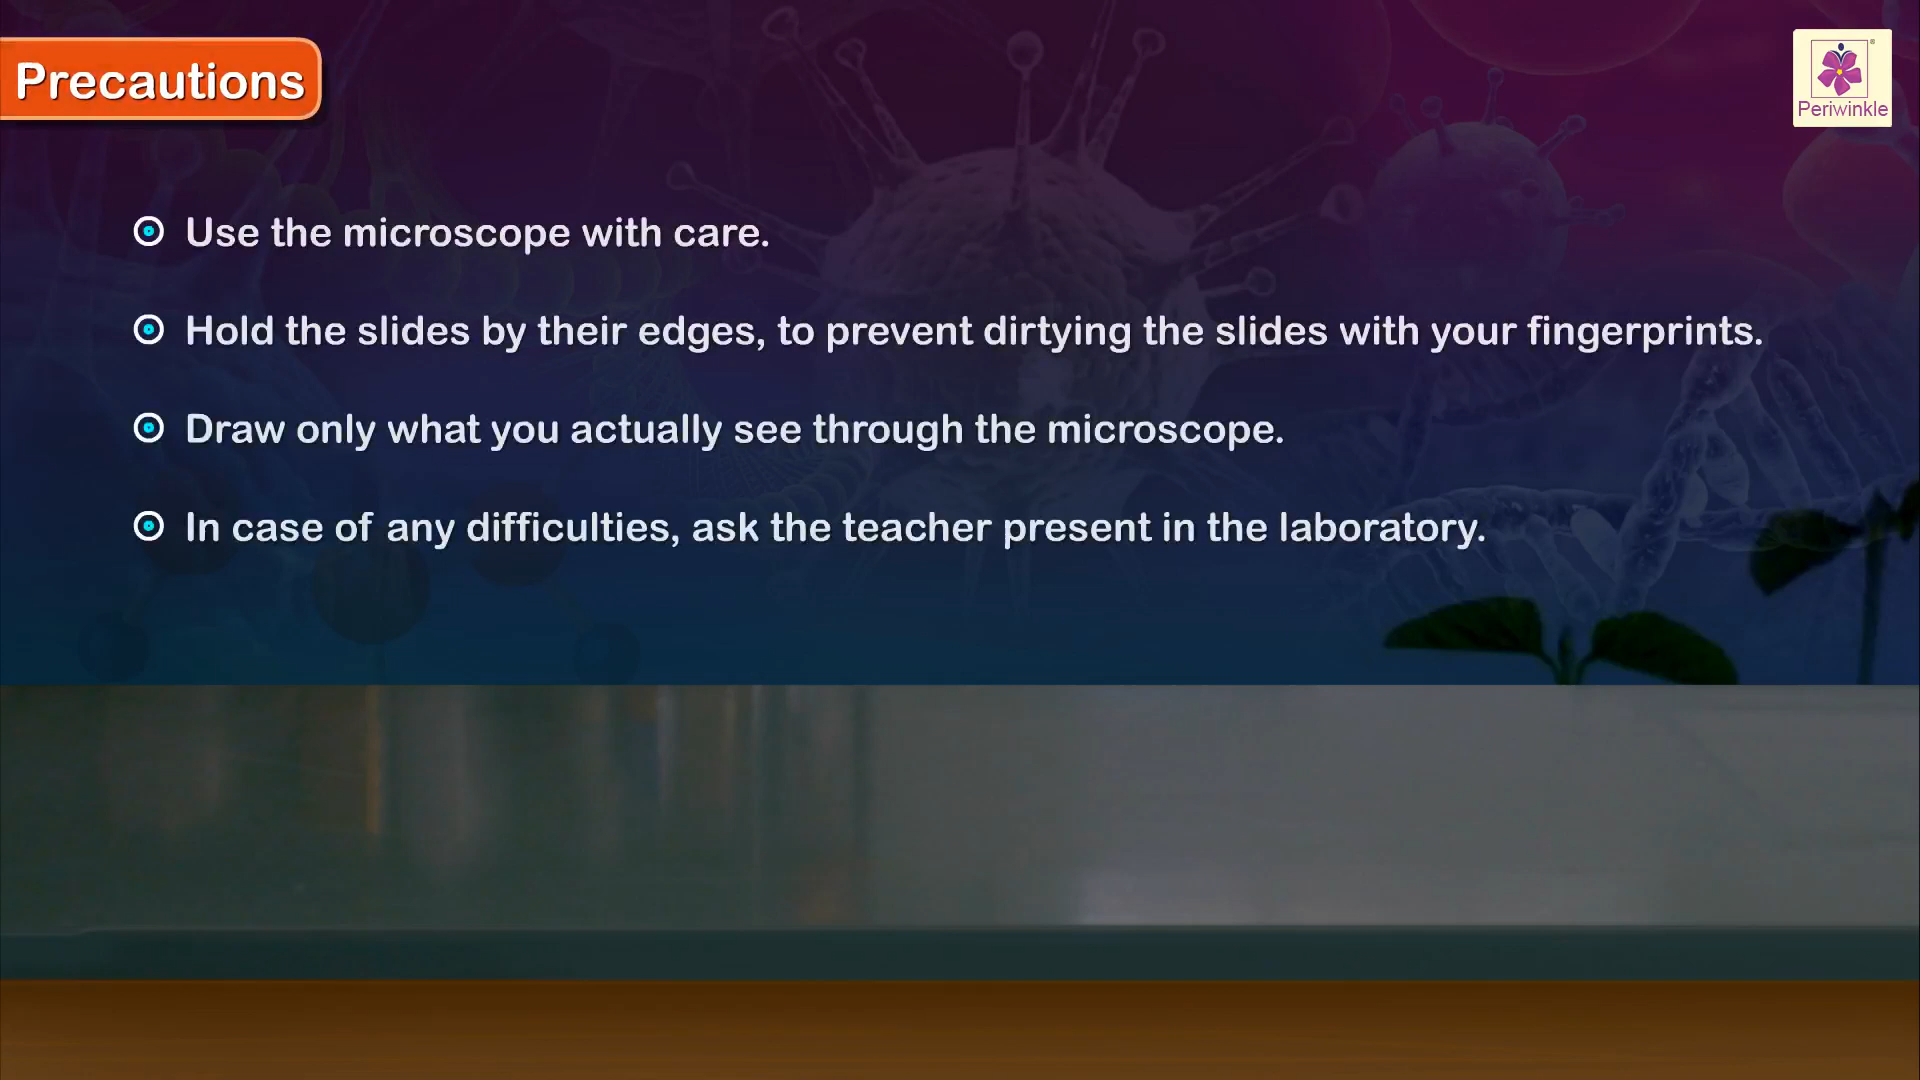 Precautions
Periwinkle
Use the microscope with care.
Hold the slides by their edges, to prevent dirtying the slides with your fingerprints.
Draw only what you actually see through the microscope.
In case of any difficulties, ask the teacher present in the laboratory.